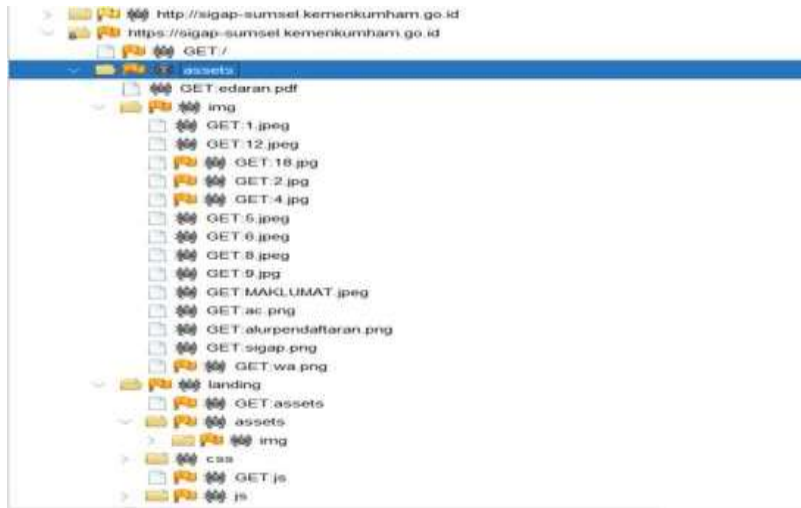 http://sigap-sumsel.kemenkumham.go.id
https://sigap-sumsel.kemenkumham.go.id
GET:/
assets
GET:edaran.pdf
img
GET:1.jpeg
GET:12.jpeg
GET:18.jpg
GET:2.jpg
GET:4.jpg
GET:5.jpeg
GET:6.jpeg
GET:8.jpeg
GET:9.jpg
GET:MAKLUMAT.jpeg
GET:ac.png
GET:alurpendaftaran.png
GET:sigap.png
GET:wa.png
landing
GET:assets
assets
img
css
GET:js
js